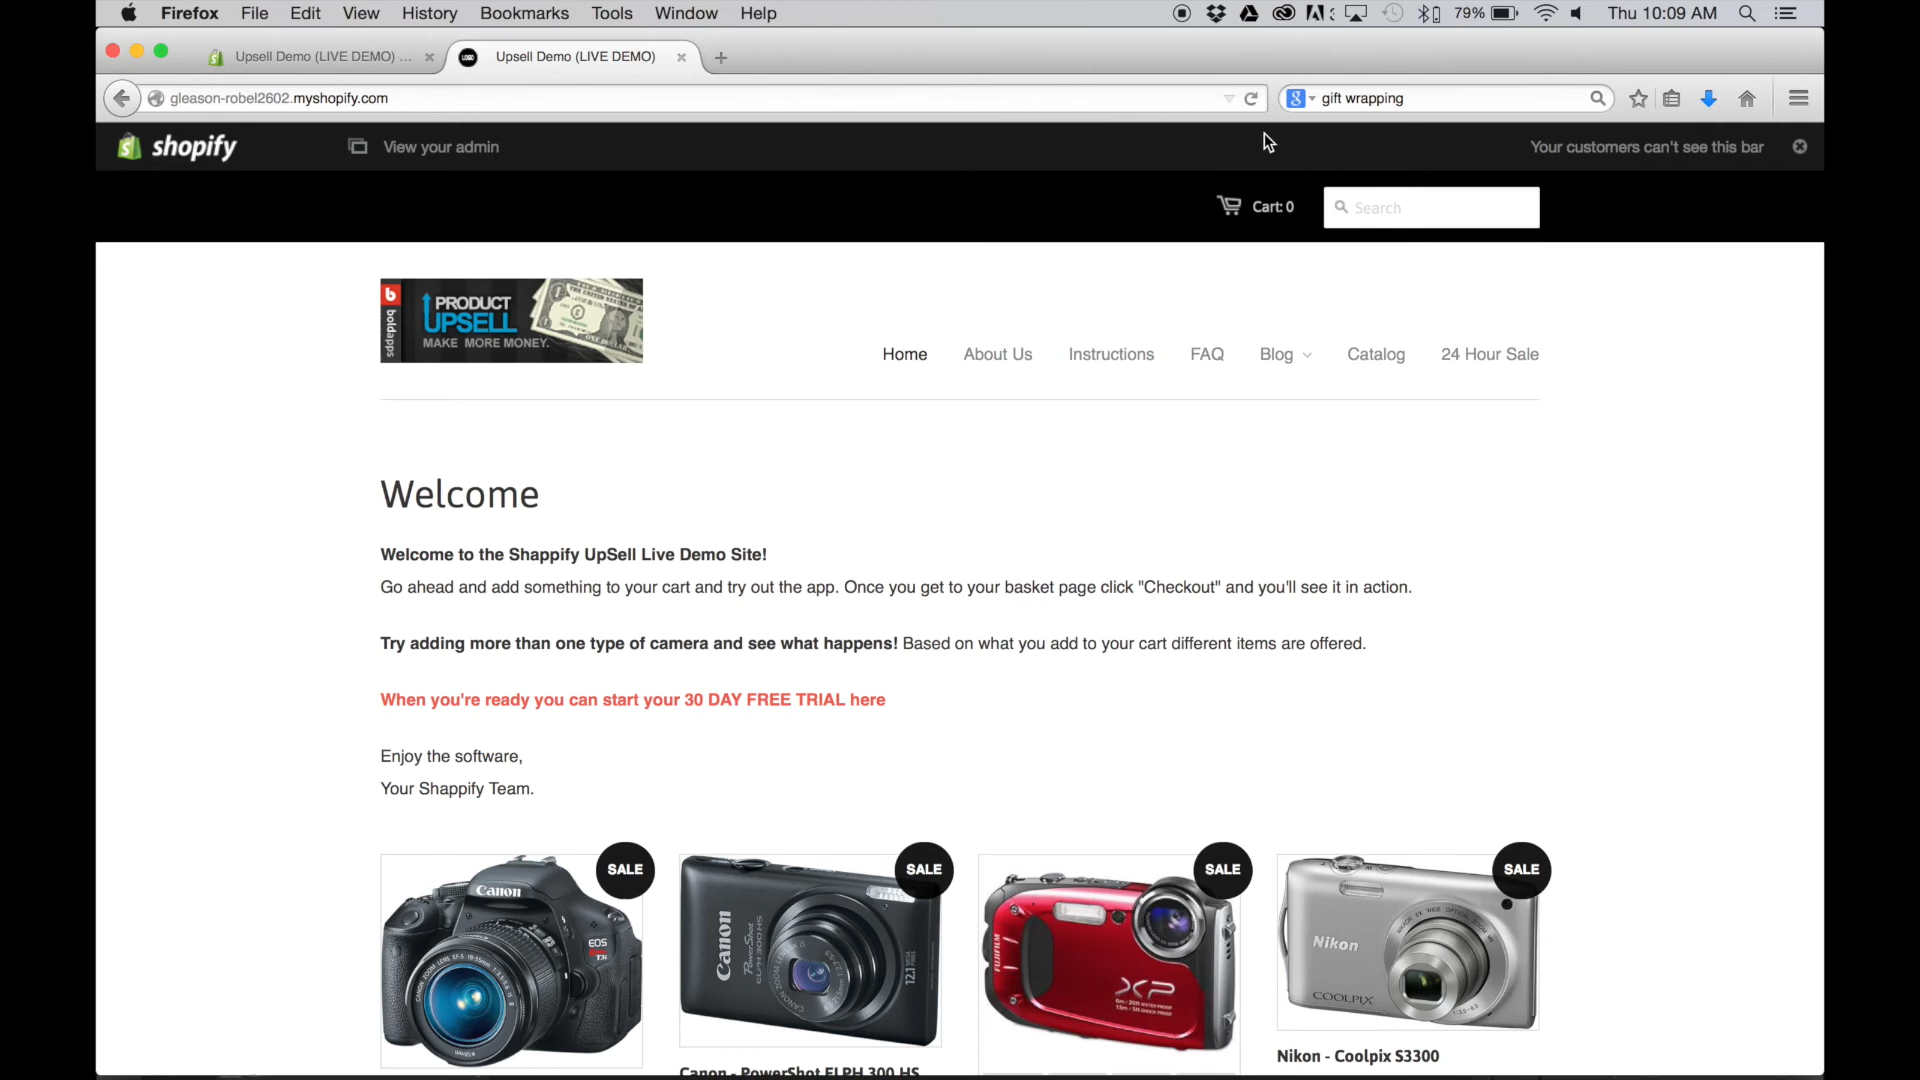 Firefox File Edit View History Bookmarks Tools Window Help 79% Thu 10:09 AM
Upsell Demo (LIVE DEMO) ... Upsell Demo (LIVE DEMO)
gleason-robel2602.myshopify.com gift wrapping
shopify View your admin Your customers can't see this bar
Cart: 0 Search
b boldapps PRODUCT
UPSELL
MAKE MORE MONEY.
Home About Us Instructions FAQ Blog Catalog 24 Hour Sale
Welcome
Welcome to the Shappify UpSell Live Demo Site!
Go ahead and add something to your cart and try out the app. Once you get to your basket page click "Checkout" and you'll see it in action.
Try adding more than one type of camera and see what happens! Based on what you add to your cart different items are offered.
When you're ready you can start your 30 DAY FREE TRIAL here
Enjoy the software,
Your Shappify Team.
SALE SALE SALE SALE
Canon EOS T3i
Canon PowerShot ELPH 300 HS 12.1 MEGA PIXELS
FUJIFILM XP
Nikon COOLPIX
Nikon - Coolpix S3300
Canon - PowerShot ELPH 300 HS